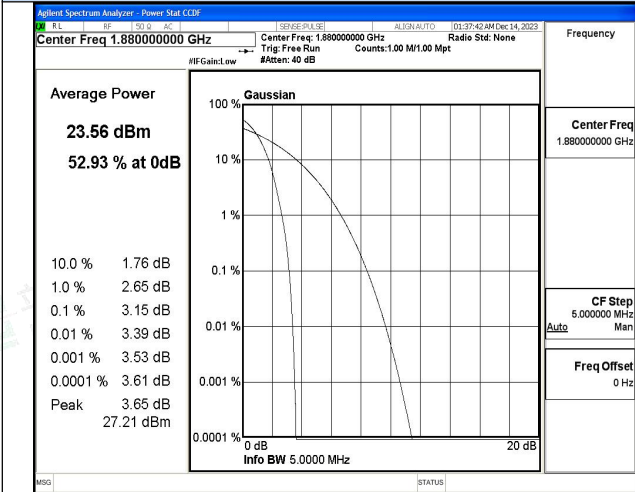 Agilent Spectrum Analyzer - Power Stat CCDF
RL RF 50 Ω AC SENSE:PULSE ALIGN AUTO 01:37:42 AM Dec 14, 2023
Center Freq 1.880000000 GHz
Center Freq: 1.880000000 GHz Radio Std: None
Trig: Free Run Counts:1.00 M/1.00 Mpt
#IFGain:Low #Atten: 40 dB
Frequency
Average Power
23.56 dBm
52.93 % at 0dB
10.0 % 1.76 dB
1.0 % 2.65 dB
0.1 % 3.15 dB
0.01 % 3.39 dB
0.001 % 3.53 dB
0.0001 % 3.61 dB
Peak 3.65 dB
27.21 dBm
Gaussian
100 %
10 %
1 %
0.1 %
0.01 %
0.001 %
0.0001 %
0 dB 20 dB
Info BW 5.0000 MHz
Center Freq
1.880000000 GHz
CF Step
5.000000 MHz
Auto Man
Freq Offset
0 Hz
MSG STATUS